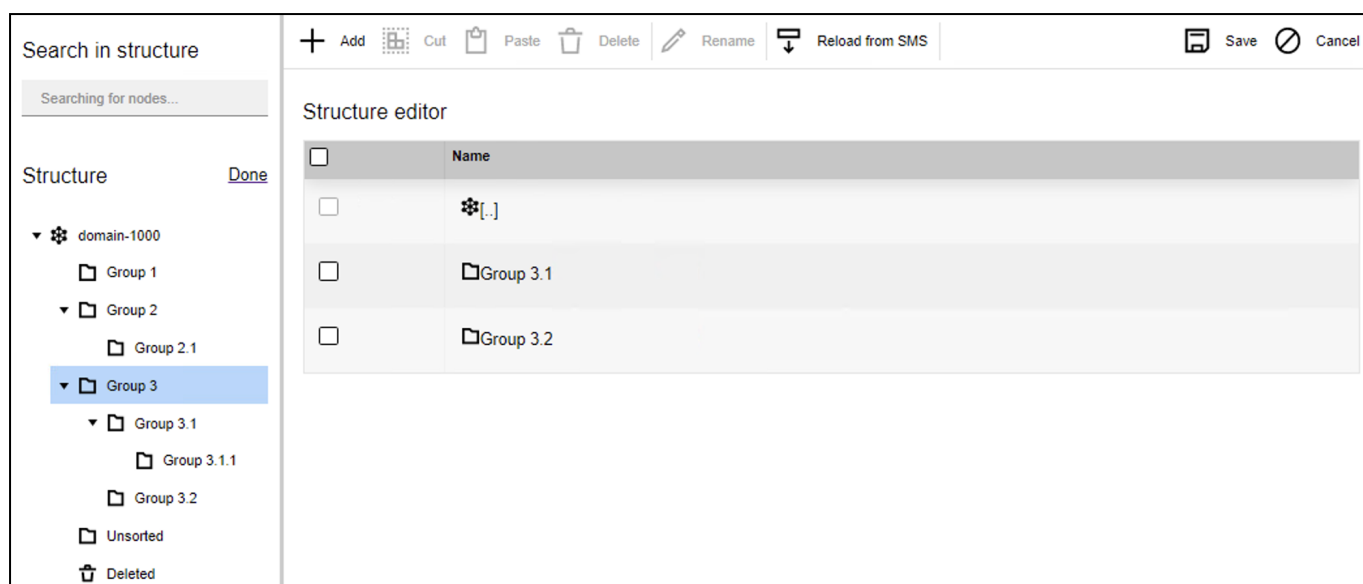 Search in structure
Searching for nodes...
Structure Done
domain-1000
Group 1
Group 2
Group 2.1
Group 3
Group 3.1
Group 3.1.1
Group 3.2
Unsorted
Deleted
Add Cut Paste Delete Rename Reload from SMS Save Cancel
Structure editor
Name
[..]
Group 3.1
Group 3.2